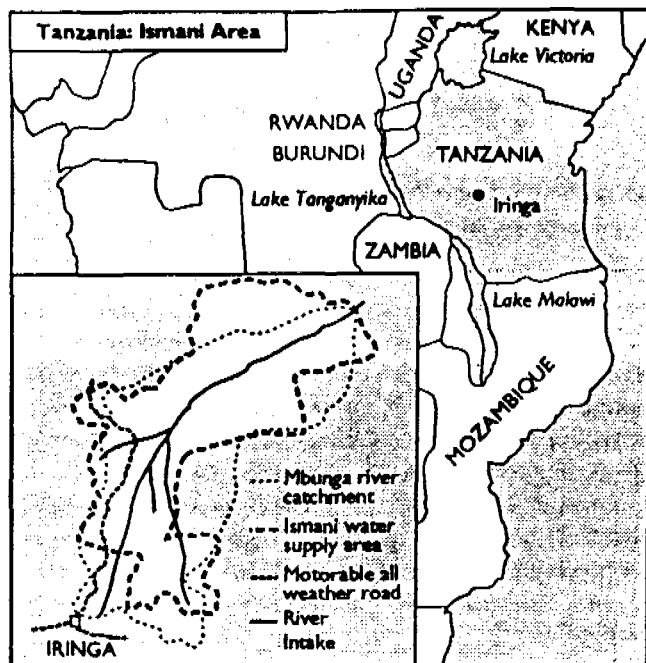 Tanzania: Ismani Area
UGANDA
KENYA
Lake Victoria
RWANDA
BURUNDI
TANZANIA
Lake Tanganyika
Iringa
ZAMBIA
Lake Malawi
MOZAMBIQUE
Mbunga river
catchment
Ismani water
supply area
Motorable all
weather road
River
Intake
IRINGA